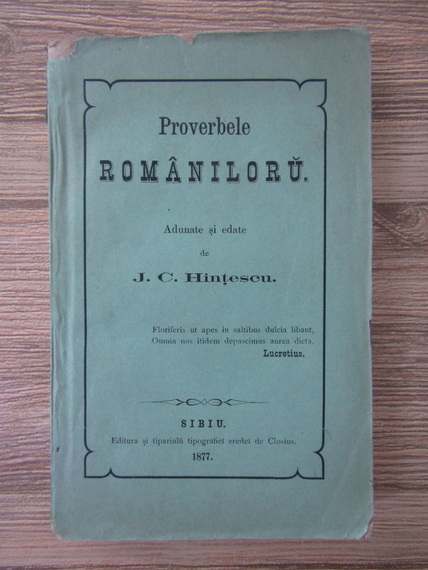 Proverbele
ROMÂNILORŬ.
Adunate și edate
de
J. C. Hințescu.
Floriferis ut apes in saltibus dulcia libant,
Omnia nos itidem depascimus aurea dicta.
Lucretius.
SIBIU.
Editura și tipariulŭ tipografiei eredei de Closius.
1877.